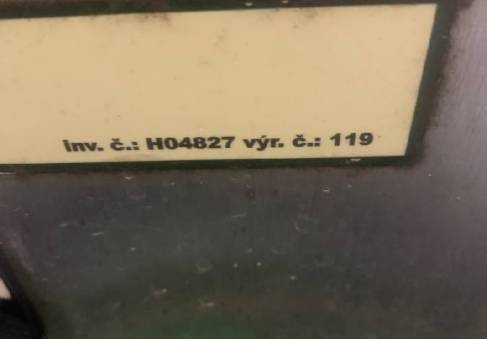 inv. č.: H04827 výr. č.: 119